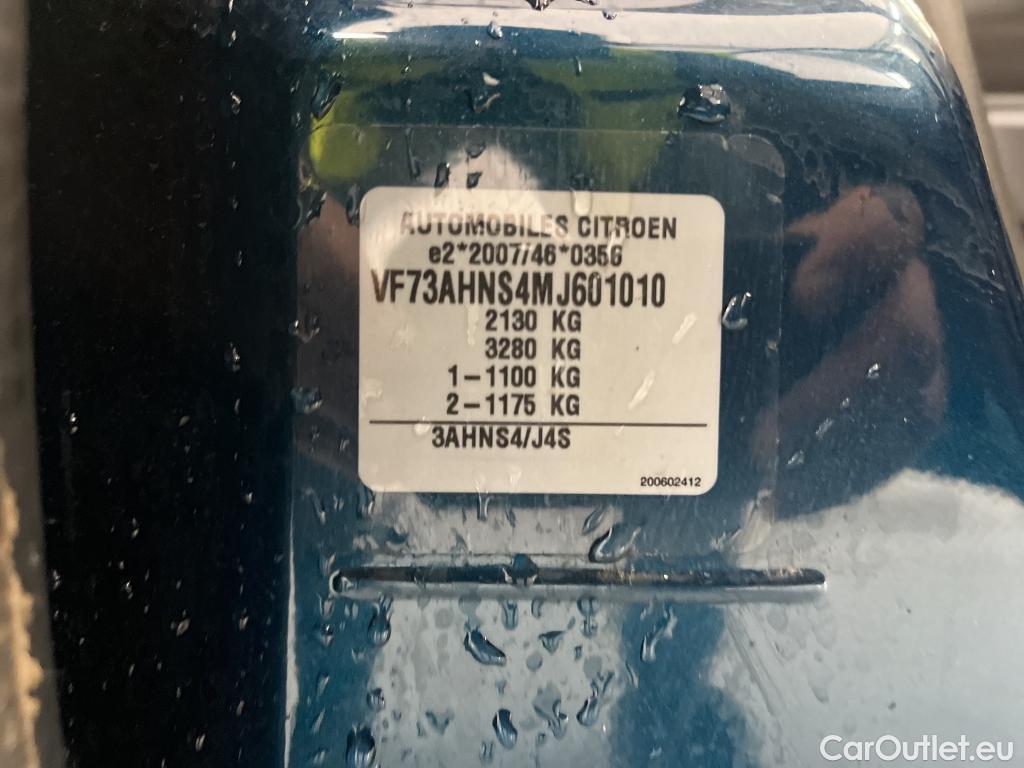 AUTOMOBILES CITROEN
e2*2007/46*0356
VF73AHNS4MJ601010
2130 KG
3280 KG
1-1100 KG
2-1175 KG
3AHNS4/J4S
200602412
CarOutlet.eu